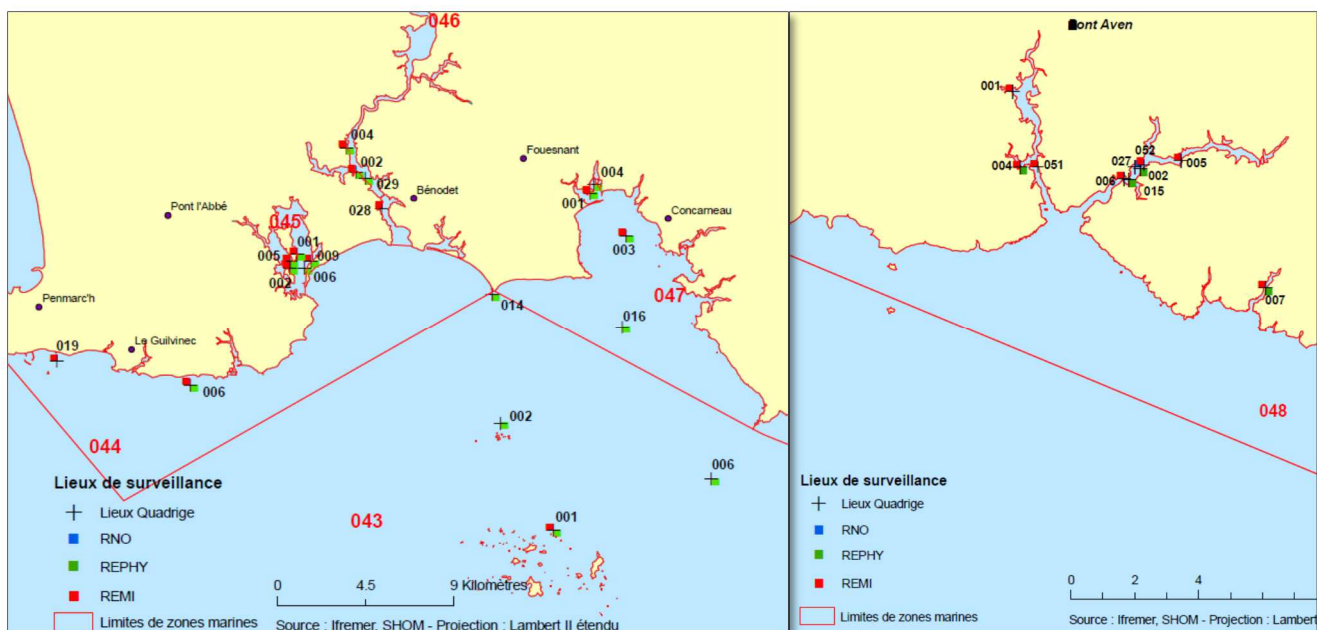 046
004
002
029
028
Bénodet
Fouesnant
004
001
Concarneau
003
Pont l'Abbé
045
001
005
009
002
006
014
047
016
Penmarc'h
Le Guilvinec
019
006
044
002
006
043
001
Lieux de surveillance
Lieux Quadrige
RNO
REPHY
REMI
Limites de zones marines
0 4.5 9 Kilomètres
Source : Ifremer, SHOM - Projection : Lambert II étendu
ont Aven
001
004
051
052
027
005
002
006
015
007
048
Lieux de surveillance
Lieux Quadrige
RNO
REPHY
REMI
Limites de zones marines
0 2 4
Source : Ifremer, SHOM - Projection : Lambert